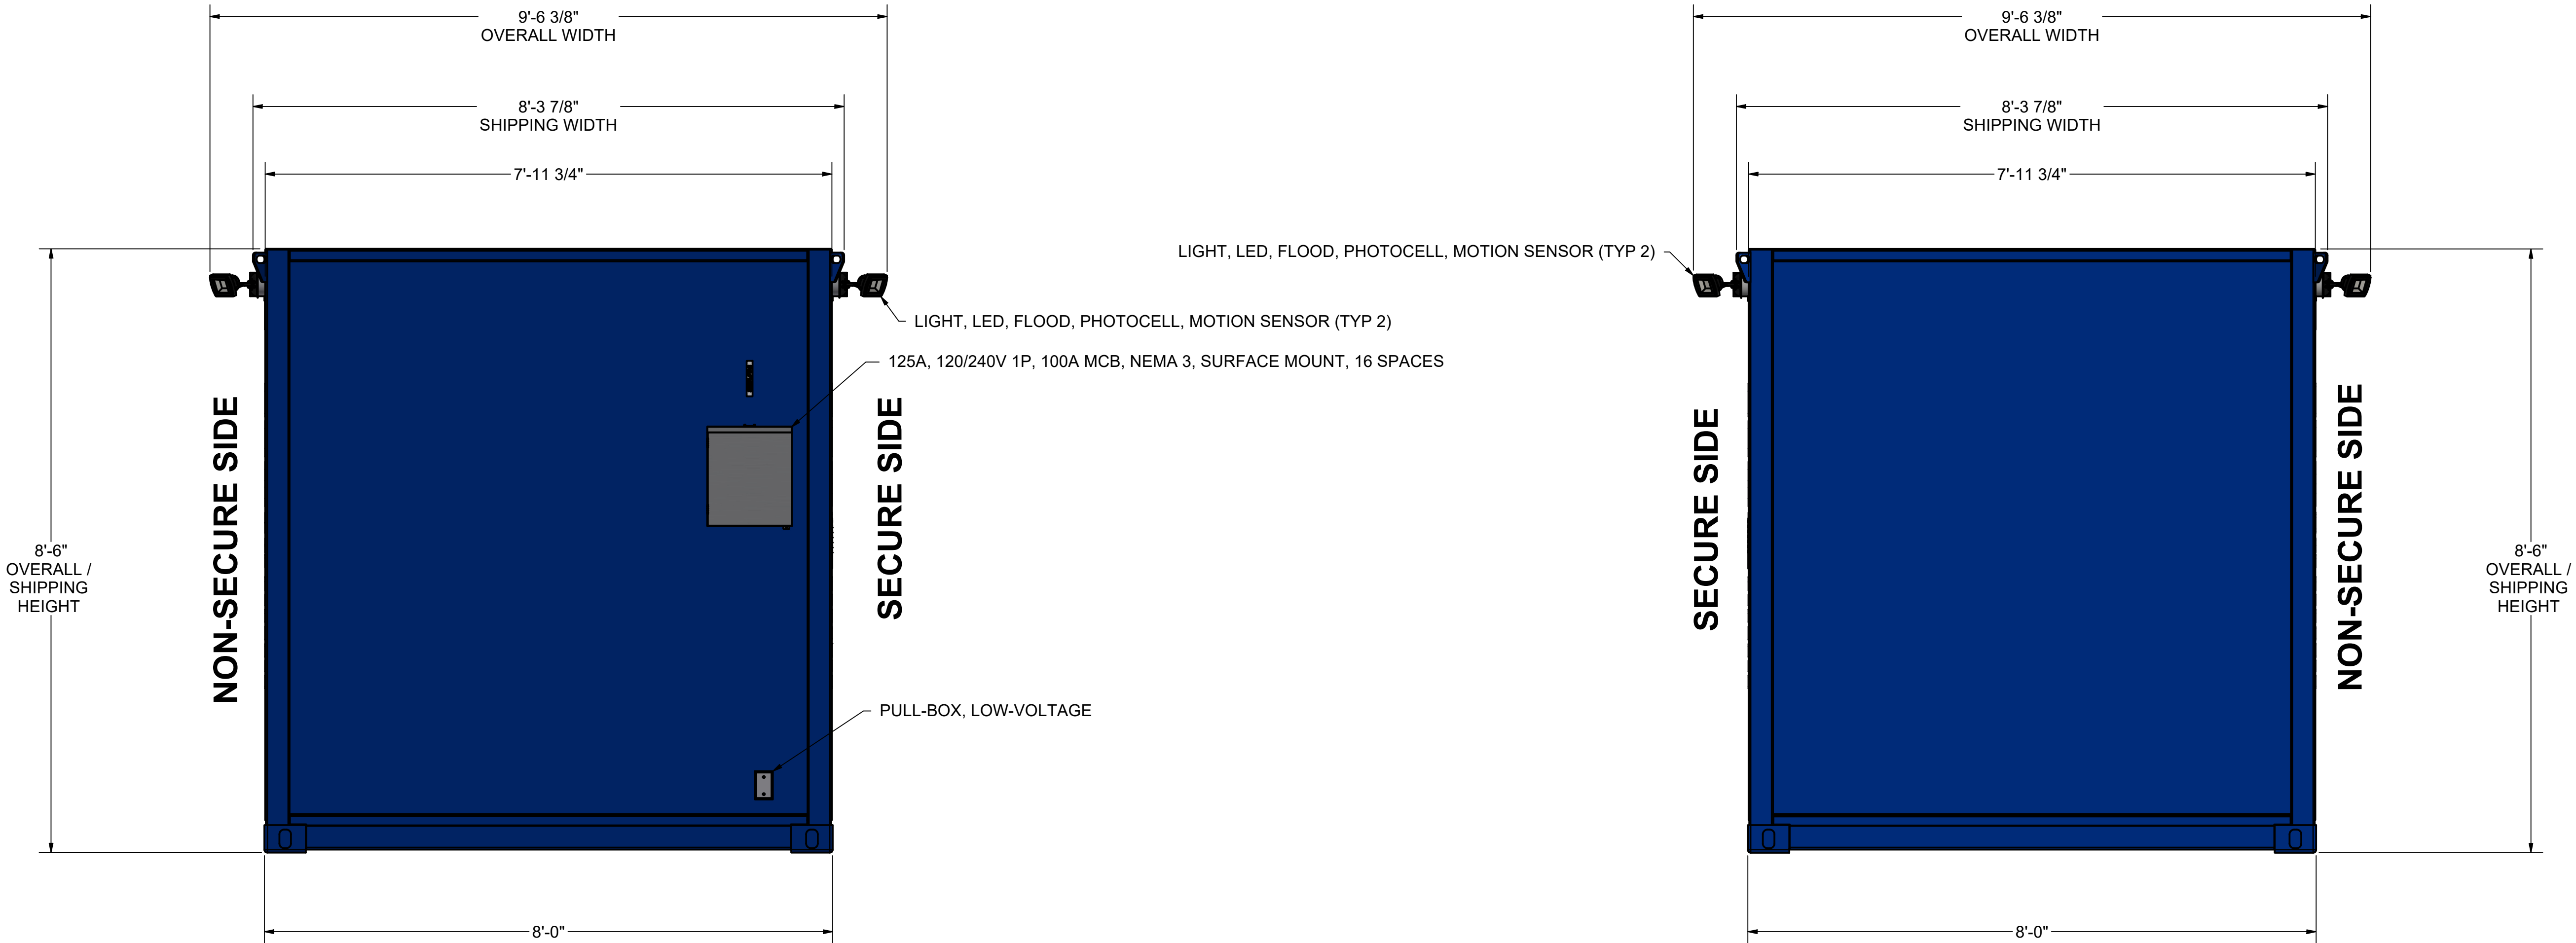 9'-6 3/8"
OVERALL WIDTH
8'-3 7/8"
SHIPPING WIDTH
7'-11 3/4"
LIGHT, LED, FLOOD, PHOTOCELL, MOTION SENSOR (TYP 2)
125A, 120/240V 1P, 100A MCB, NEMA 3, SURFACE MOUNT, 16 SPACES
NON-SECURE SIDE
SECURE SIDE
8'-6"
OVERALL /
SHIPPING
HEIGHT
PULL-BOX, LOW-VOLTAGE
8'-0"
9'-6 3/8"
OVERALL WIDTH
8'-3 7/8"
SHIPPING WIDTH
7'-11 3/4"
LIGHT, LED, FLOOD, PHOTOCELL, MOTION SENSOR (TYP 2)
SECURE SIDE
NON-SECURE SIDE
8'-6"
OVERALL /
SHIPPING
HEIGHT
8'-0"